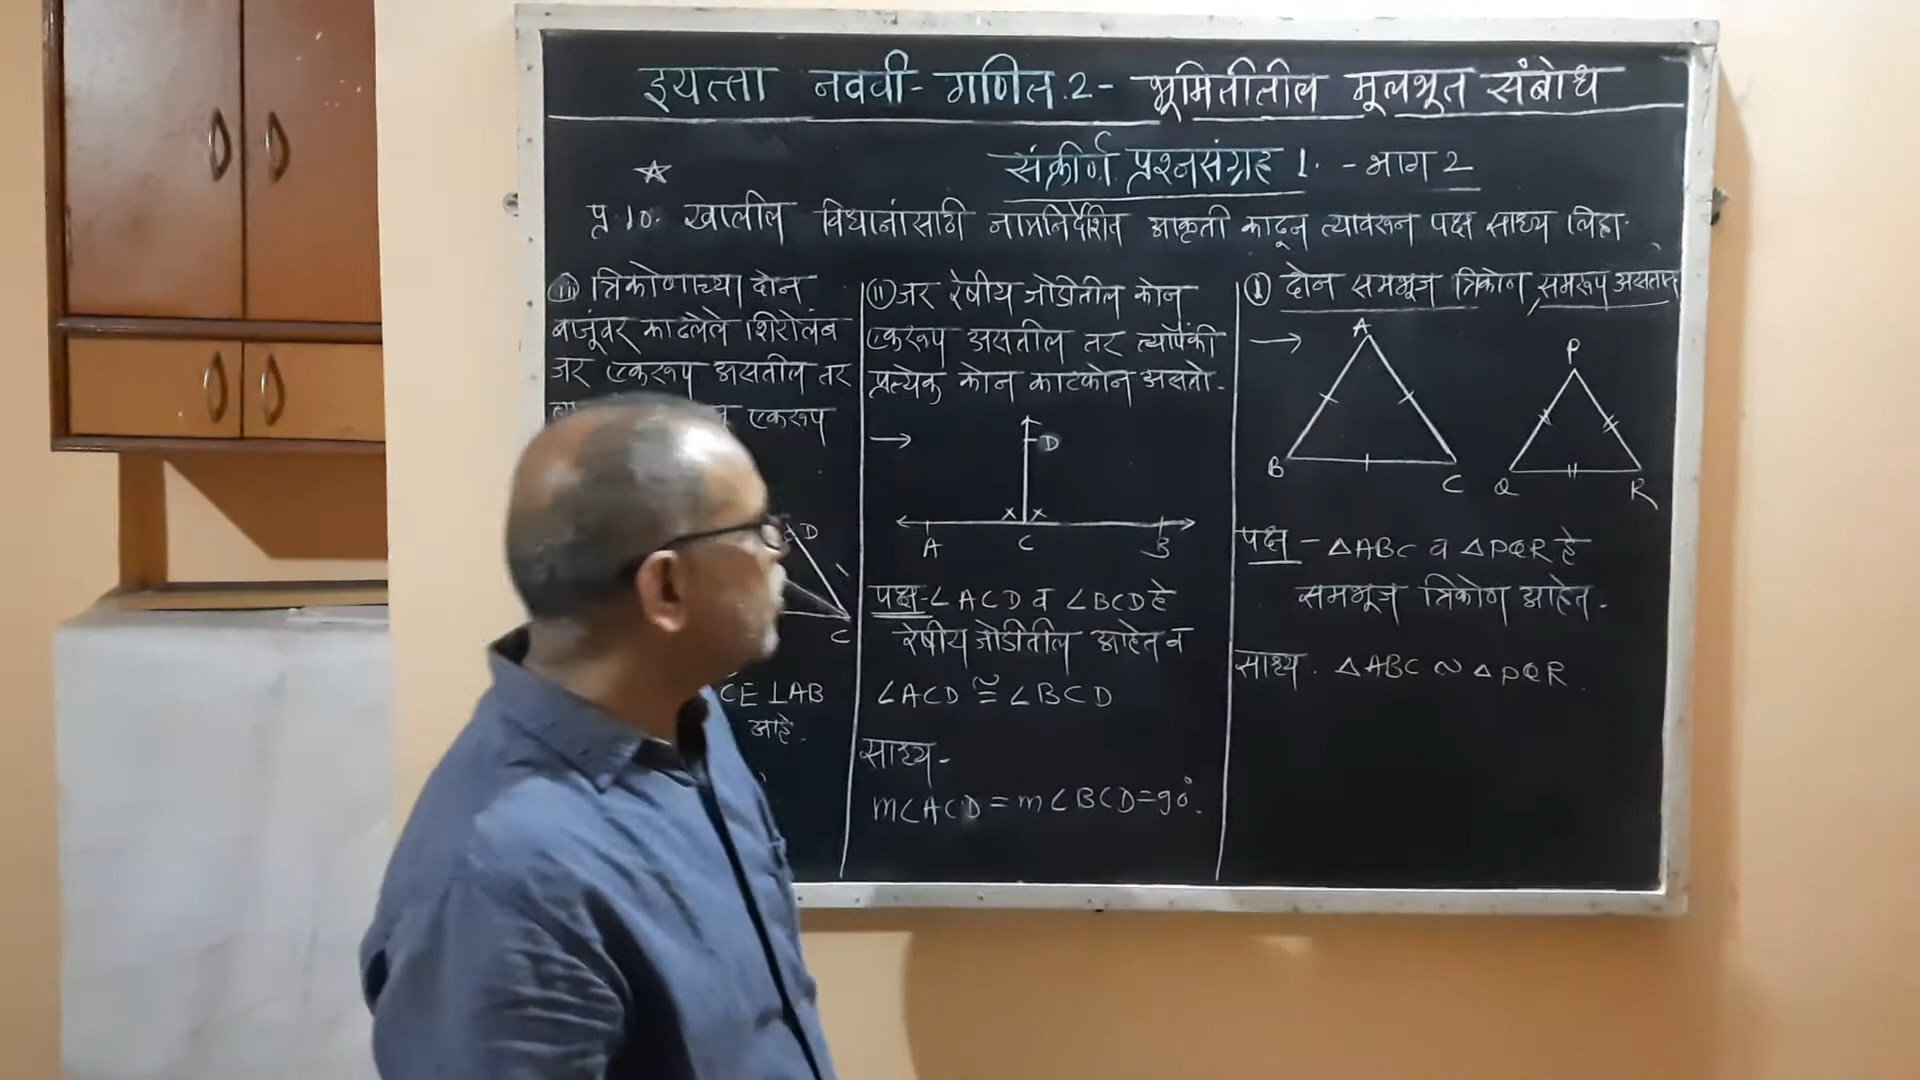 इयत्ता नववी - गणित.2 - भूमितीतील मूलभूत संबोध
संकीर्ण प्रश्नसंग्रह 1. - भाग 2
प्र.10. खालील विधानांसाठी नामनिर्देशित आकृती काढून त्यावरून पक्ष साध्य लिहा.
(iii) त्रिकोणाच्या दोन
बाजूंवर काढलेले शिरोलंब
जर एकरूप असतील तर
एकरूप
D
C
CE ⊥ AB
आहे.
(ii) जर रेषीय जोडीतील कोन
एकरूप असतील तर त्यांपैकी
प्रत्येक कोन काटकोन असतो.
→
D
x x
A C B
पक्ष - ∠ACD व ∠BCD हे
रेषीय जोडीतील आहेत व
∠ACD ≅ ∠BCD
साध्य -
m∠ACD = m∠BCD = 90°.
(i) दोन समभूज त्रिकोण समरूप असतात
→
A
P
B C Q R
पक्ष - △ABC व △PQR हे
समभूज त्रिकोण आहेत.
साध्य. △ABC ~ △PQR.